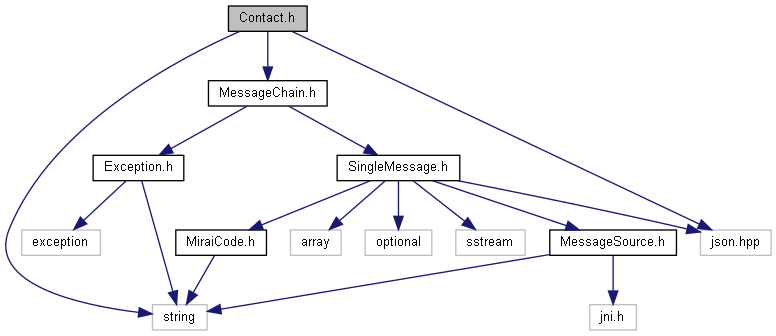 Contact.h
MessageChain.h
Exception.h
SingleMessage.h
exception
MiraiCode.h
array
optional
sstream
MessageSource.h
json.hpp
string
jni.h